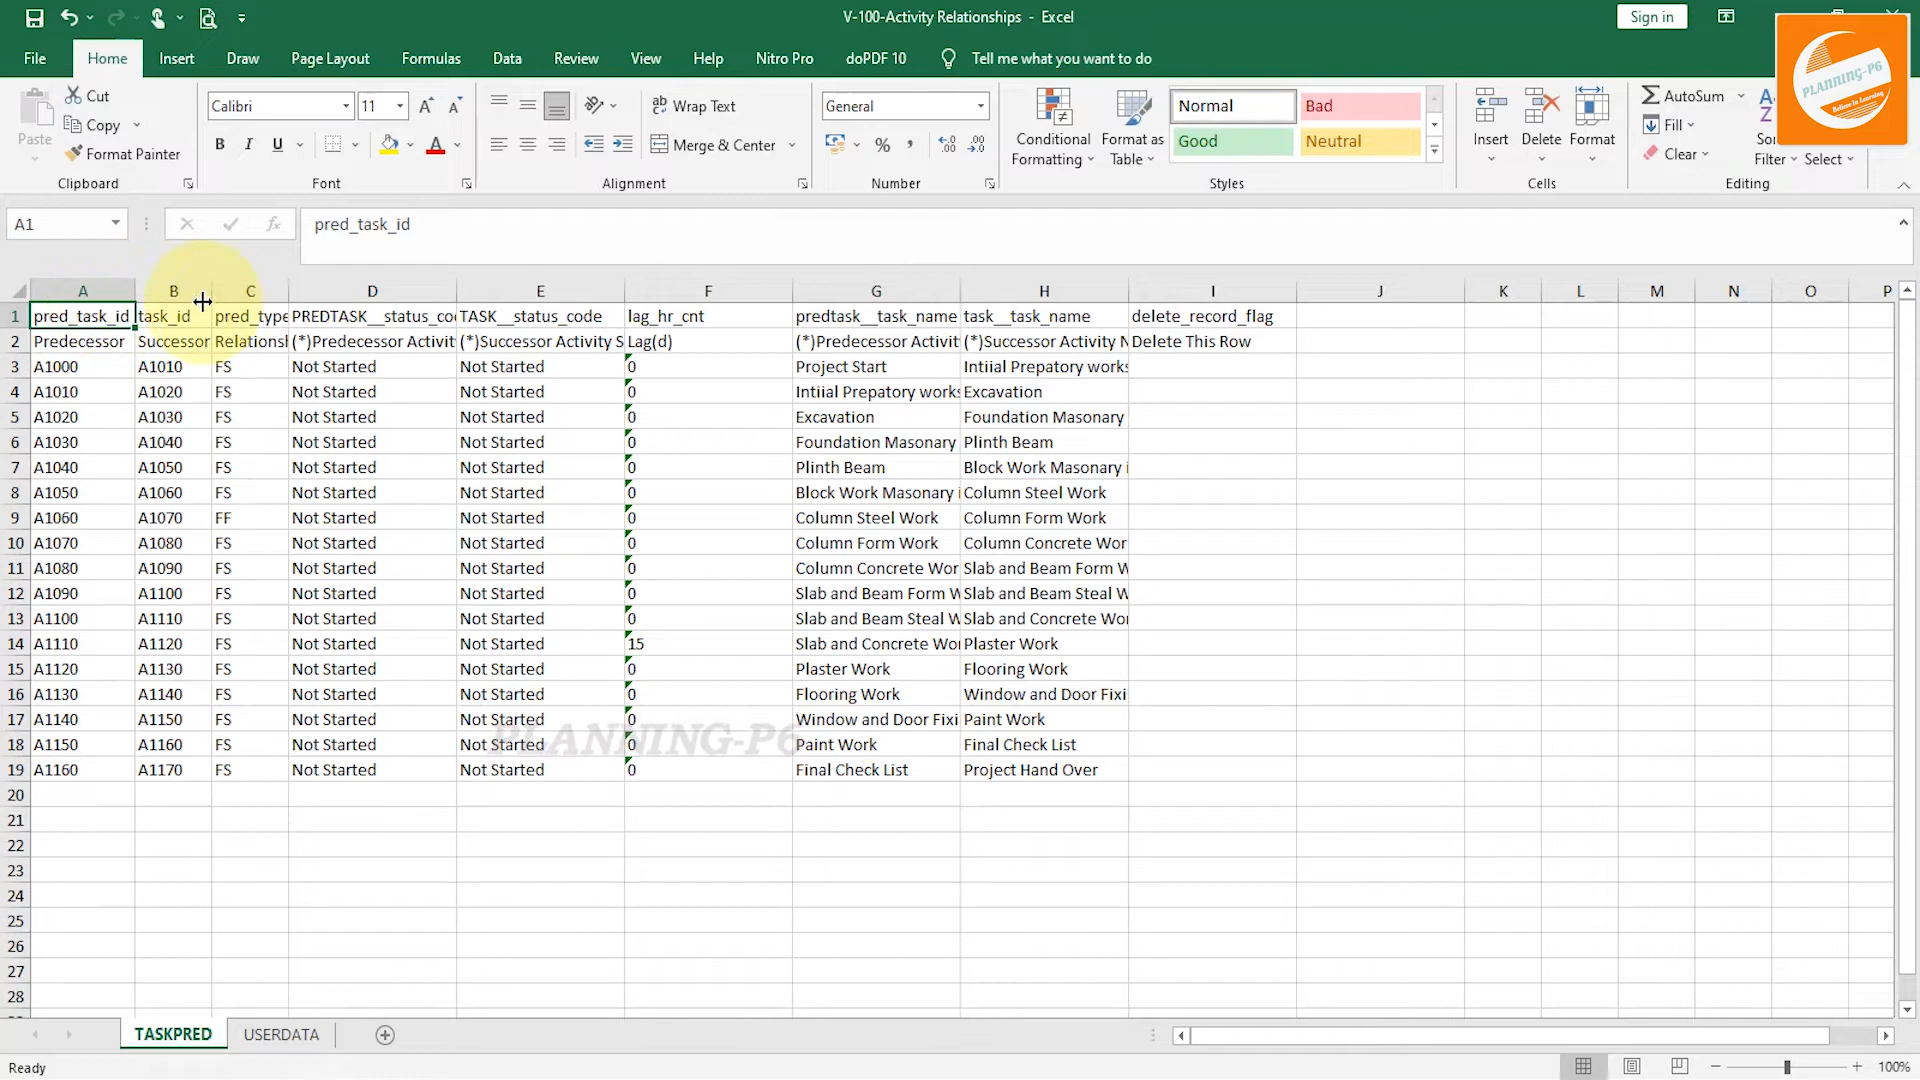 V-100-Activity Relationships - Excel
Sign in
File Home Insert Draw Page Layout Formulas Data Review View Help Nitro Pro doPDF 10 Tell me what you want to do
PLANNING-P6
Believe In Learning
Paste
Cut
Copy
Format Painter
Clipboard
Calibri 11
B I U
Font
Wrap Text
Merge & Center
Alignment
General
Number
Conditional Formatting
Format as Table
Normal Bad
Good Neutral
Styles
Insert Delete Format
Cells
AutoSum
Fill
Clear
Filter Select
Editing
A1 fx pred_task_id
A B C D E F G H I J K L M N O P
1 pred_task_id task_id pred_type PREDTASK__status_co TASK__status_code lag_hr_cnt predtask__task_name task__task_name delete_record_flag
2 Predecessor Successor Relationsl (*)Predecessor Activit (*)Successor Activity S Lag(d) (*)Predecessor Activit (*)Successor Activity N Delete This Row
3 A1000 A1010 FS Not Started Not Started 0 Project Start Intiial Prepatory works
4 A1010 A1020 FS Not Started Not Started 0 Intiial Prepatory works Excavation
5 A1020 A1030 FS Not Started Not Started 0 Excavation Foundation Masonary
6 A1030 A1040 FS Not Started Not Started 0 Foundation Masonary Plinth Beam
7 A1040 A1050 FS Not Started Not Started 0 Plinth Beam Block Work Masonary i
8 A1050 A1060 FS Not Started Not Started 0 Block Work Masonary i Column Steel Work
9 A1060 A1070 FF Not Started Not Started 0 Column Steel Work Column Form Work
10 A1070 A1080 FS Not Started Not Started 0 Column Form Work Column Concrete Wor
11 A1080 A1090 FS Not Started Not Started 0 Column Concrete Wor Slab and Beam Form W
12 A1090 A1100 FS Not Started Not Started 0 Slab and Beam Form W Slab and Beam Steal W
13 A1100 A1110 FS Not Started Not Started 0 Slab and Beam Steal W Slab and Concrete Wor
14 A1110 A1120 FS Not Started Not Started 15 Slab and Concrete Wor Plaster Work
15 A1120 A1130 FS Not Started Not Started 0 Plaster Work Flooring Work
16 A1130 A1140 FS Not Started Not Started 0 Flooring Work Window and Door Fixi
17 A1140 A1150 FS Not Started Not Started 0 Window and Door Fixi Paint Work
PLANNING-P6
18 A1150 A1160 FS Not Started Not Started 0 Paint Work Final Check List
19 A1160 A1170 FS Not Started Not Started 0 Final Check List Project Hand Over
20
21
22
23
24
25
26
27
28
TASKPRED USERDATA
Ready
100%